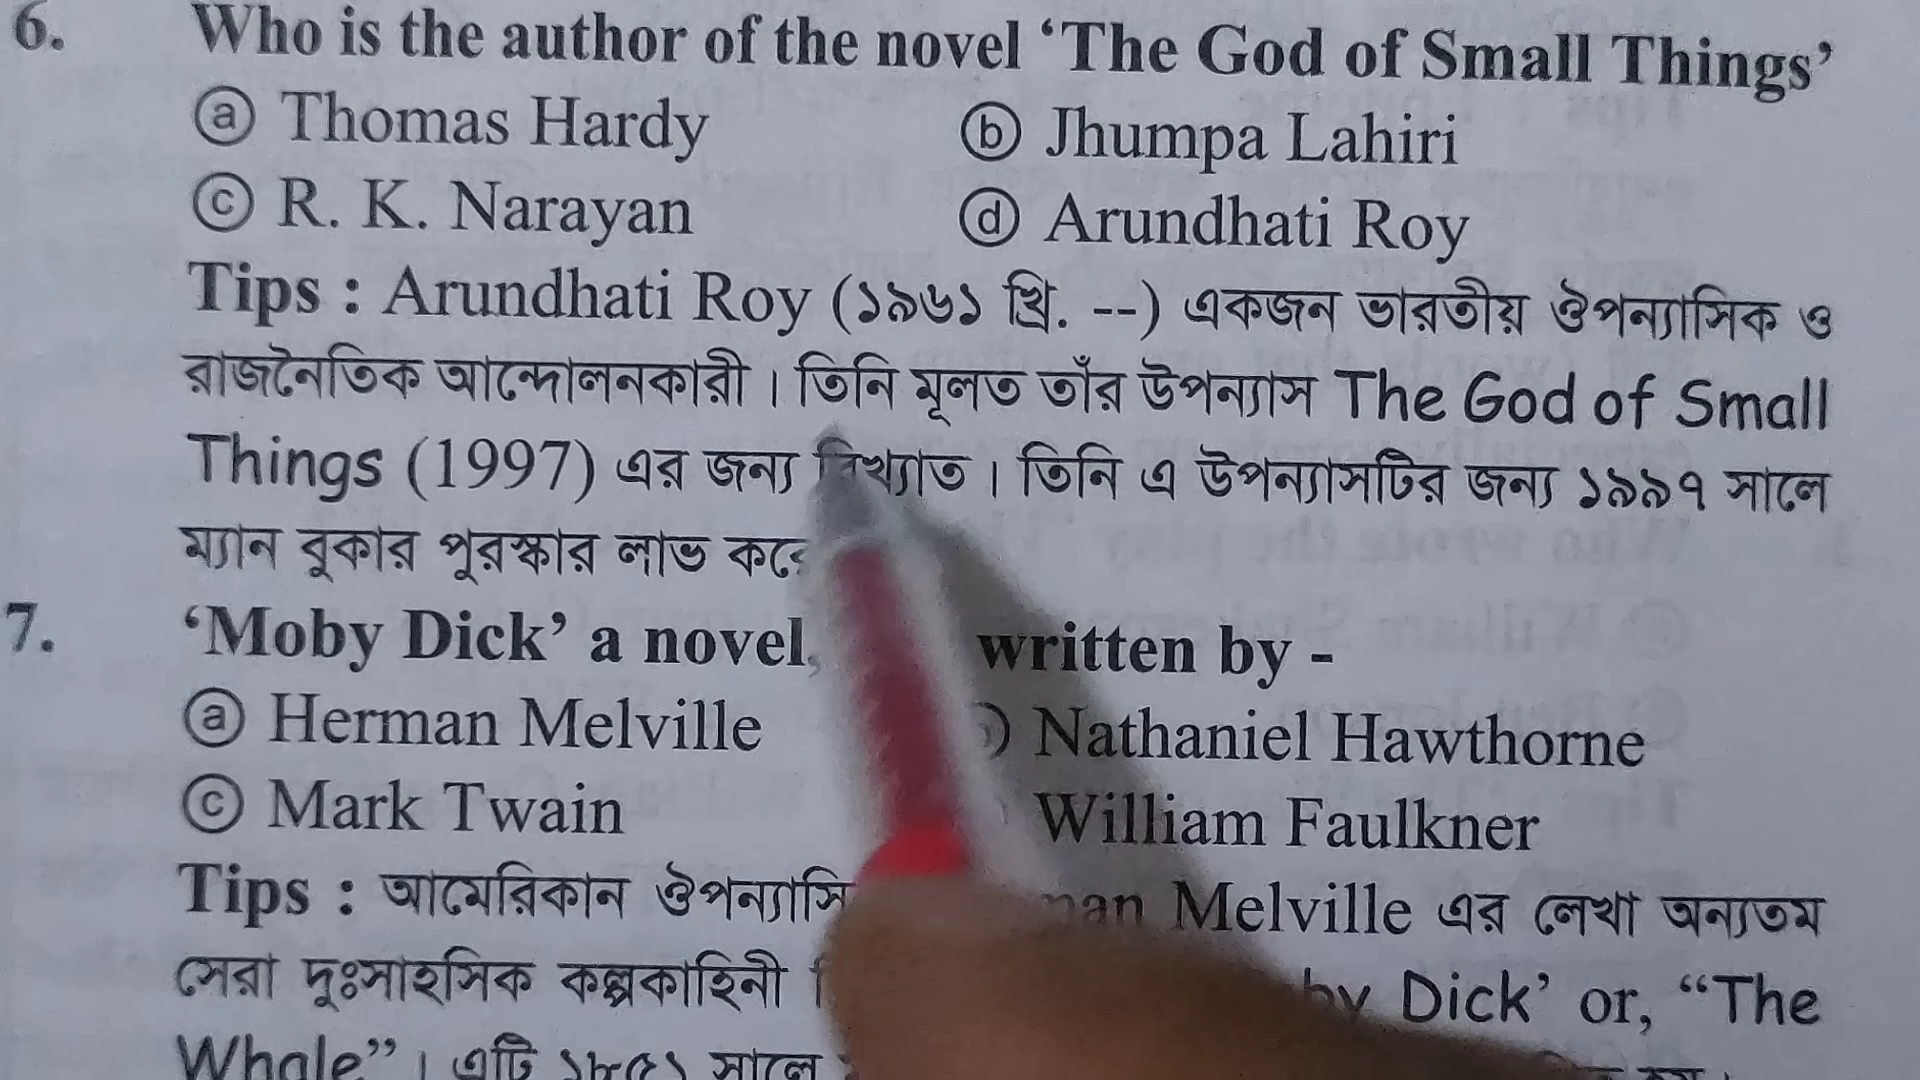 6. Who is the author of the novel ‘The God of Small Things’
ⓐ Thomas Hardy ⓑ Jhumpa Lahiri
ⓒ R. K. Narayan ⓓ Arundhati Roy
Tips : Arundhati Roy (১৯৬১ খ্রি. --) একজন ভারতীয় ঔপন্যাসিক ও
রাজনৈতিক আন্দোলনকারী। তিনি মূলত তাঁর উপন্যাস The God of Small
Things (1997) এর জন্য বিখ্যাত। তিনি এ উপন্যাসটির জন্য ১৯৯৭ সালে
ম্যান বুকার পুরস্কার লাভ
7. ‘Moby Dick’ a novel, written by -
ⓐ Herman Melville Nathaniel Hawthorne
ⓒ Mark Twain William Faulkner
Tips : আমেরিকান Melville এর লেখা অন্যতম
সেরা দুঃসাহসিক কল্পকাহিনী Dick’ or, “The
Whale”। এটি ১৮৫১ সালে